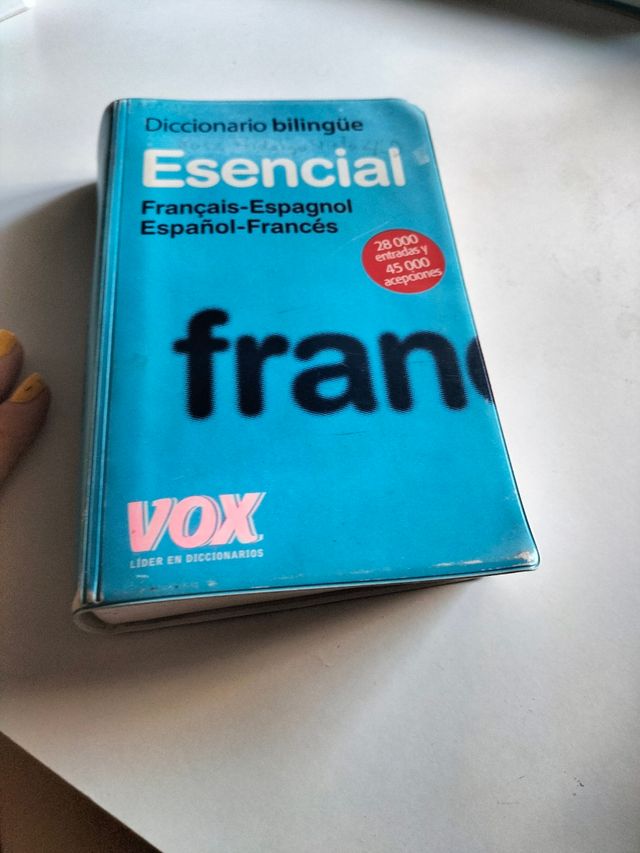 Diccionario bilingüe
Esencial
Français-Espagnol
Español-Francés
28 000
entradas y
45 000
acepciones
franc
VOX
LÍDER EN DICCIONARIOS